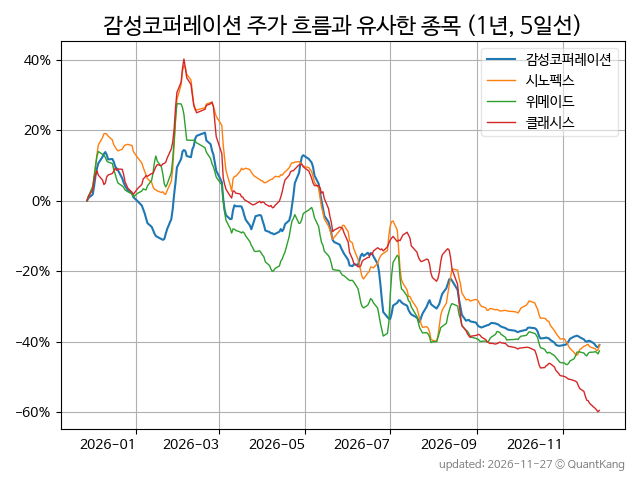 감성코퍼레이션 주가 흐름과 유사한 종목 (1년, 5일선)
감성코퍼레이션
시노펙스
위메이드
클래시스
40%
20%
0%
−20%
−40%
−60%
2026-01 2026-03 2026-05 2026-07 2026-09 2026-11
updated: 2026-11-27 © QuantKang